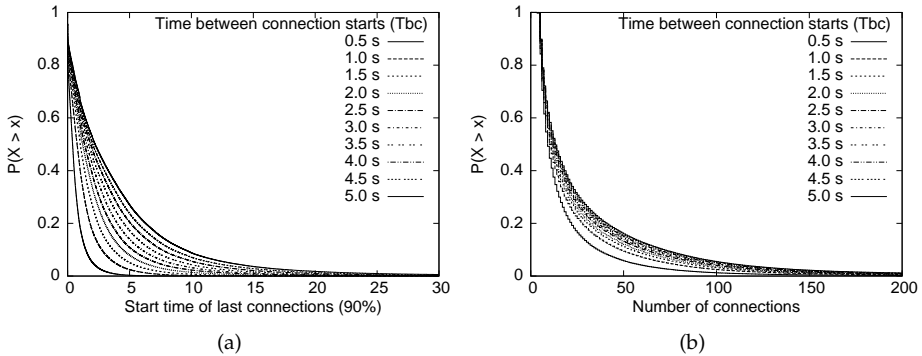 Time between connection starts (Tbc)
0.5 s
1.0 s
1.5 s
2.0 s
2.5 s
3.0 s
3.5 s
4.0 s
4.5 s
5.0 s
P(X > x)
1
0.8
0.6
0.4
0.2
0
0 5 10 15 20 25 30
Start time of last connections (90%)
(a)
Time between connection starts (Tbc)
0.5 s
1.0 s
1.5 s
2.0 s
2.5 s
3.0 s
3.5 s
4.0 s
4.5 s
5.0 s
P(X > x)
1
0.8
0.6
0.4
0.2
0
0 50 100 150 200
Number of connections
(b)